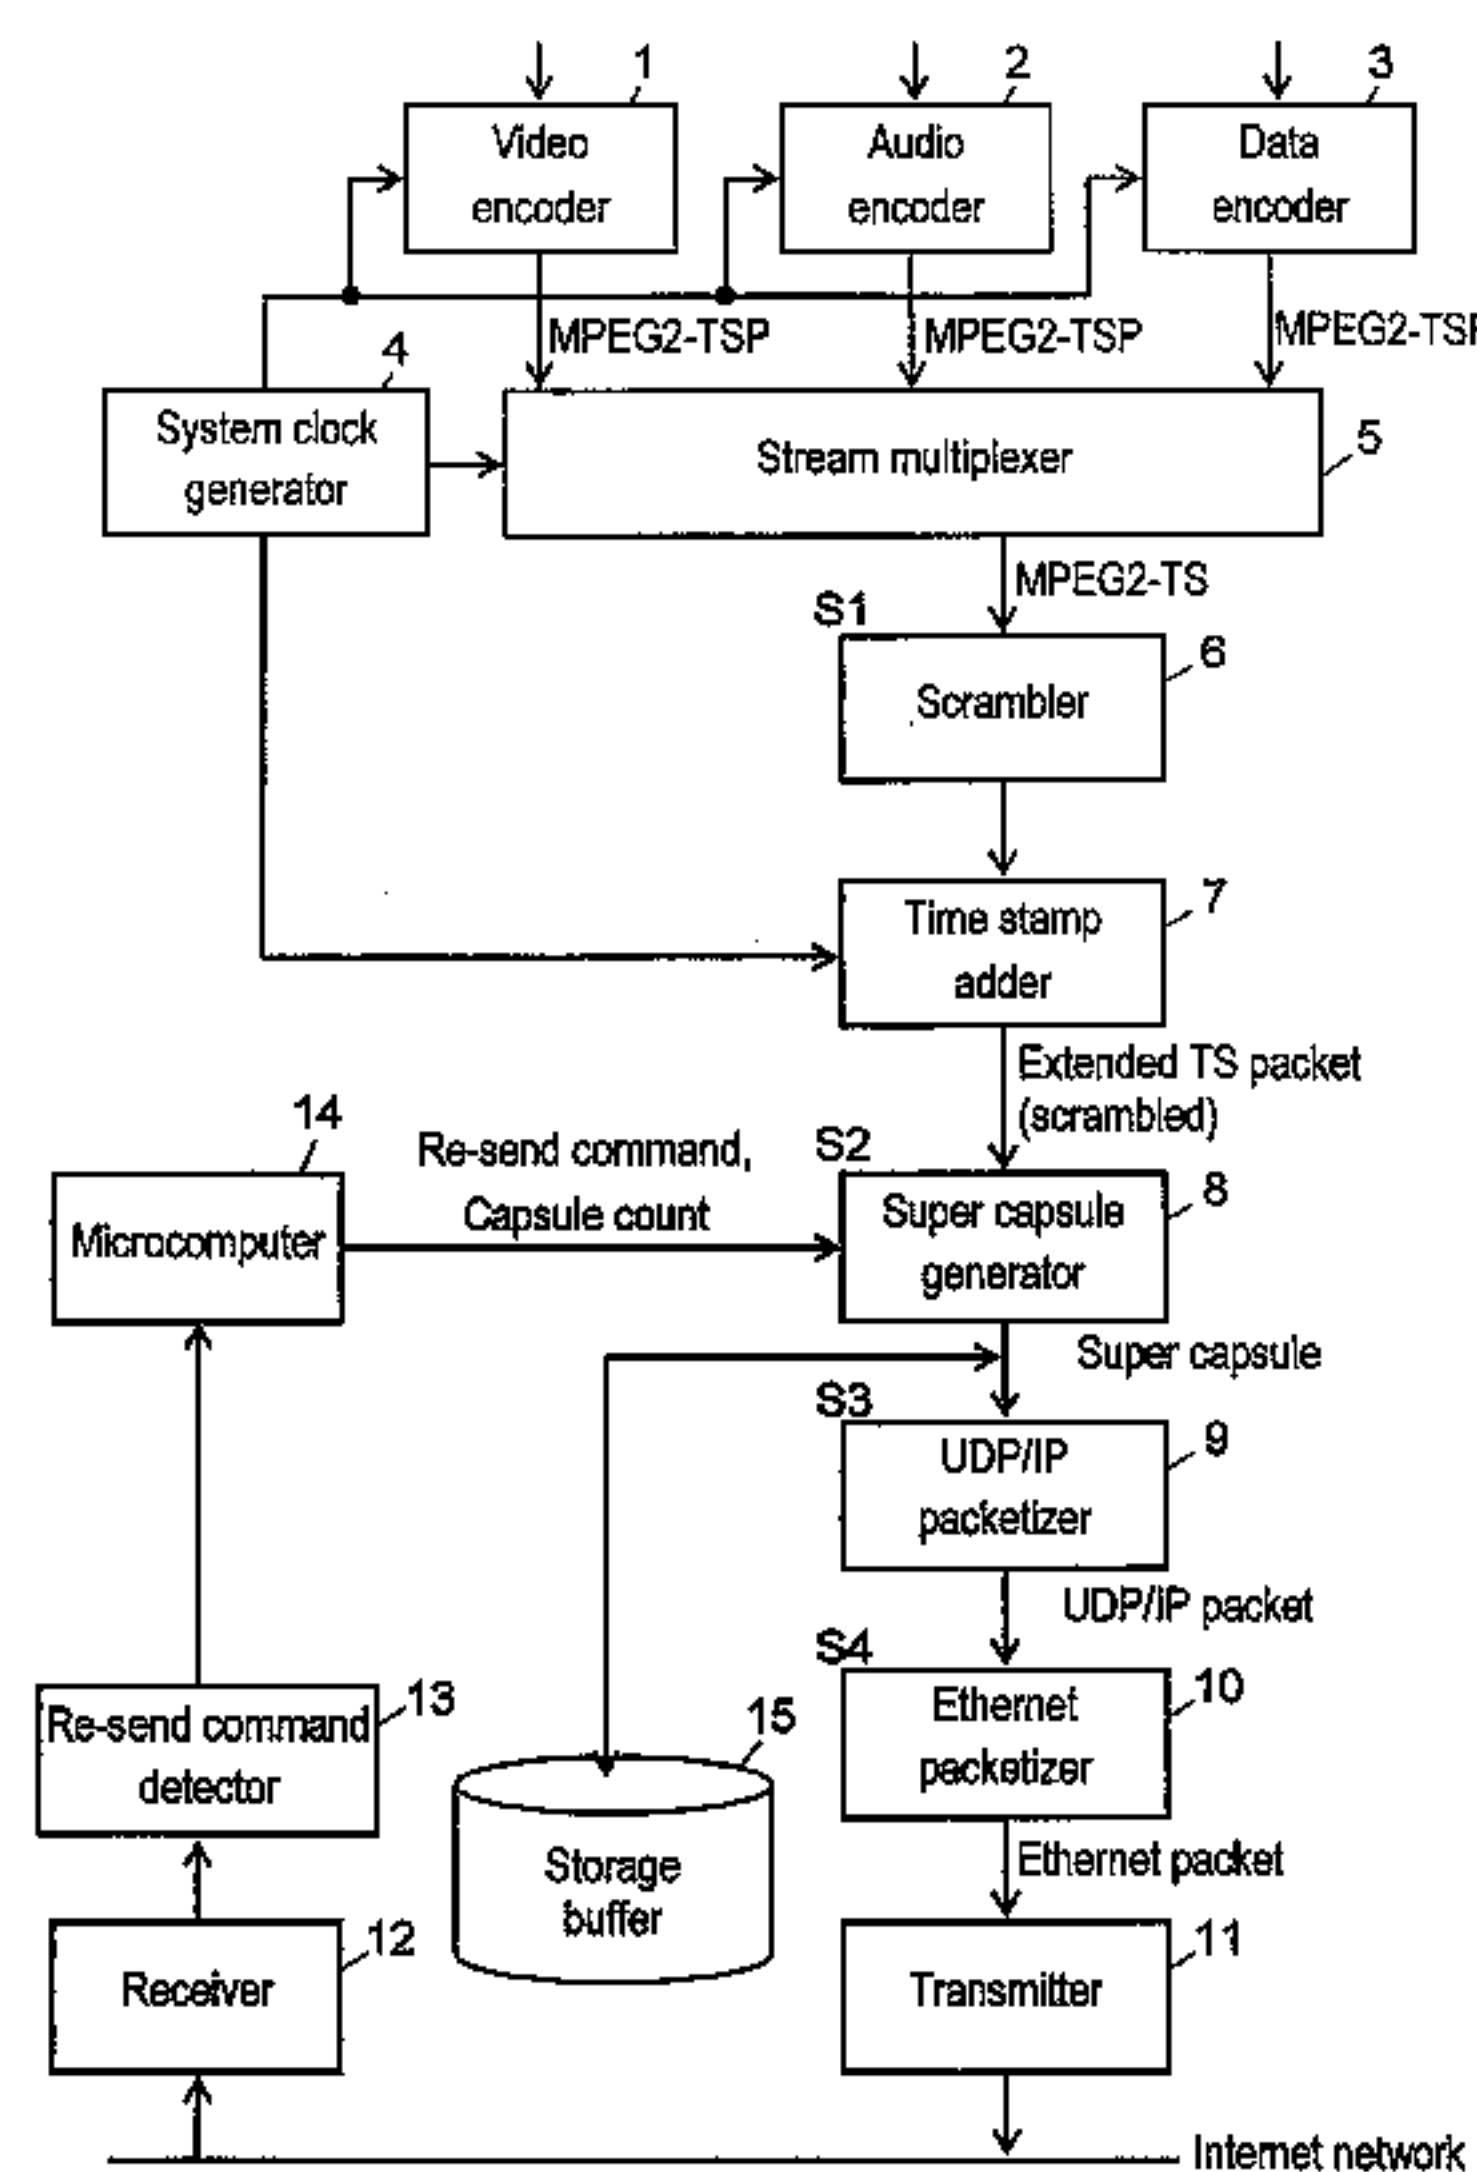 1
2
3
Video
encoder
Audio
encoder
Data
encoder
MPEG2-TSP
MPEG2-TSP
MPEG2-TSP
4
System clock
generator
Stream multiplexer
5
MPEG2-TS
S1
6
Scrambler
7
Time stamp
adder
Extended TS packet
(scrambled)
14
Re-send command,
Capsule count
S2
8
Microcomputer
Super capsule
generator
Super capsule
S3
9
UDP/IP
packetizer
UDP/IP packet
S4
10
Ethernet
packetizer
13
Re-send command
detector
15
Storage
buffer
Ethernet packet
12
Receiver
11
Transmitter
Internet network